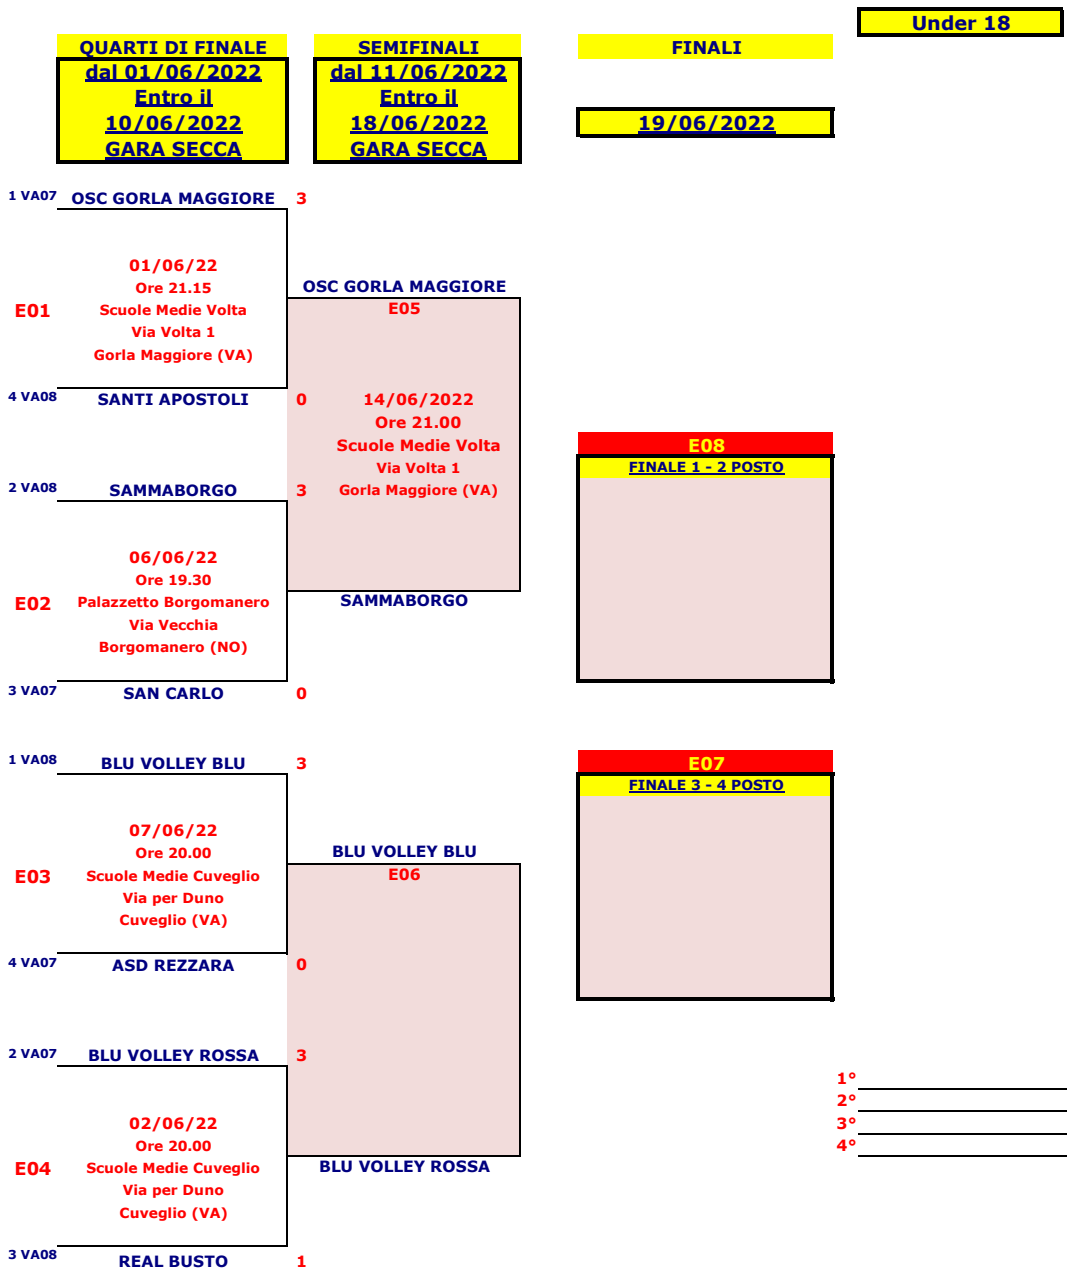 Under 18
QUARTI DI FINALE
dal 01/06/2022
Entro il
10/06/2022
GARA SECCA
SEMIFINALI
dal 11/06/2022
Entro il
18/06/2022
GARA SECCA
FINALI
19/06/2022
1 VA07 OSC GORLA MAGGIORE 3
E01
01/06/22
Ore 21.15
Scuole Medie Volta
Via Volta 1
Gorla Maggiore (VA)
4 VA08 SANTI APOSTOLI 0
2 VA08 SAMMABORGO 3
E02
06/06/22
Ore 19.30
Palazzetto Borgomanero
Via Vecchia
Borgomanero (NO)
3 VA07 SAN CARLO 0
1 VA08 BLU VOLLEY BLU 3
E03
07/06/22
Ore 20.00
Scuole Medie Cuveglio
Via per Duno
Cuveglio (VA)
4 VA07 ASD REZZARA 0
2 VA07 BLU VOLLEY ROSSA 3
E04
02/06/22
Ore 20.00
Scuole Medie Cuveglio
Via per Duno
Cuveglio (VA)
3 VA08 REAL BUSTO 1
OSC GORLA MAGGIORE
E05
14/06/2022
Ore 21.00
Scuole Medie Volta
Via Volta 1
Gorla Maggiore (VA)
SAMMABORGO
BLU VOLLEY BLU
E06
BLU VOLLEY ROSSA
E08
FINALE 1 - 2 POSTO
E07
FINALE 3 - 4 POSTO
1°
2°
3°
4°